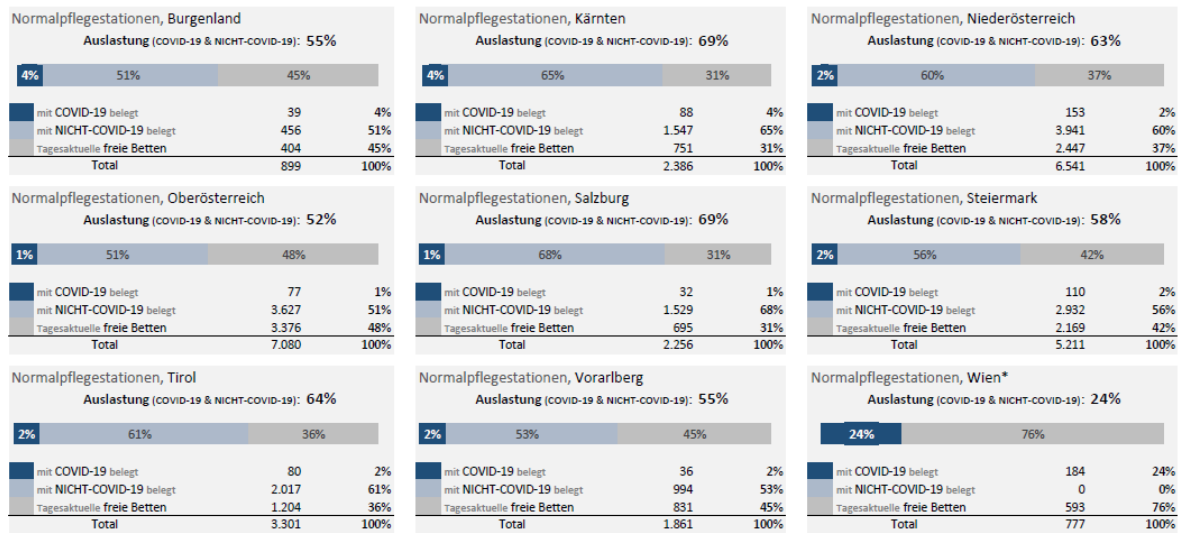 Normalpflegestationen, Burgenland
Auslastung (COVID-19 & NICHT-COVID-19): 55%
4% 51% 45%
mit COVID-19 belegt 39 4%
mit NICHT-COVID-19 belegt 456 51%
Tagesaktuelle freie Betten 404 45%
Total 899 100%
Normalpflegestationen, Kärnten
Auslastung (COVID-19 & NICHT-COVID-19): 69%
4% 65% 31%
mit COVID-19 belegt 88 4%
mit NICHT-COVID-19 belegt 1.547 65%
Tagesaktuelle freie Betten 751 31%
Total 2.386 100%
Normalpflegestationen, Niederösterreich
Auslastung (COVID-19 & NICHT-COVID-19): 63%
2% 60% 37%
mit COVID-19 belegt 153 2%
mit NICHT-COVID-19 belegt 3.941 60%
Tagesaktuelle freie Betten 2.447 37%
Total 6.541 100%
Normalpflegestationen, Oberösterreich
Auslastung (COVID-19 & NICHT-COVID-19): 52%
1% 51% 48%
mit COVID-19 belegt 77 1%
mit NICHT-COVID-19 belegt 3.627 51%
Tagesaktuelle freie Betten 3.376 48%
Total 7.080 100%
Normalpflegestationen, Salzburg
Auslastung (COVID-19 & NICHT-COVID-19): 69%
1% 68% 31%
mit COVID-19 belegt 32 1%
mit NICHT-COVID-19 belegt 1.529 68%
Tagesaktuelle freie Betten 695 31%
Total 2.256 100%
Normalpflegestationen, Steiermark
Auslastung (COVID-19 & NICHT-COVID-19): 58%
2% 56% 42%
mit COVID-19 belegt 110 2%
mit NICHT-COVID-19 belegt 2.932 56%
Tagesaktuelle freie Betten 2.169 42%
Total 5.211 100%
Normalpflegestationen, Tirol
Auslastung (COVID-19 & NICHT-COVID-19): 64%
2% 61% 36%
mit COVID-19 belegt 80 2%
mit NICHT-COVID-19 belegt 2.017 61%
Tagesaktuelle freie Betten 1.204 36%
Total 3.301 100%
Normalpflegestationen, Vorarlberg
Auslastung (COVID-19 & NICHT-COVID-19): 55%
2% 53% 45%
mit COVID-19 belegt 36 2%
mit NICHT-COVID-19 belegt 994 53%
Tagesaktuelle freie Betten 831 45%
Total 1.861 100%
Normalpflegestationen, Wien*
Auslastung (COVID-19 & NICHT-COVID-19): 24%
24% 76%
mit COVID-19 belegt 184 24%
mit NICHT-COVID-19 belegt 0 0%
Tagesaktuelle freie Betten 593 76%
Total 777 100%